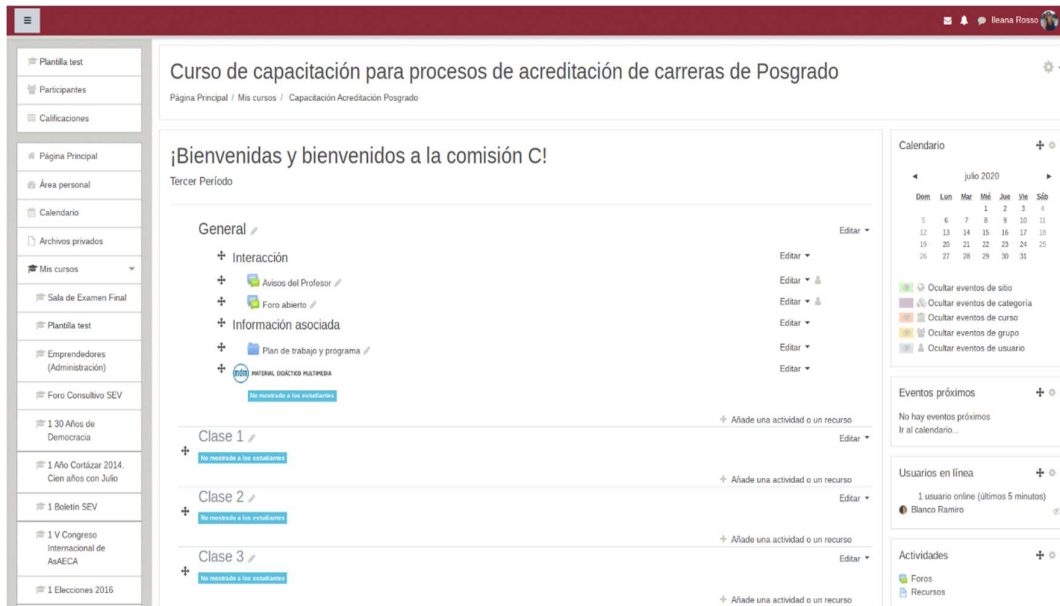 Ileana Rosso
Plantilla test
Participantes
Calificaciones
Página Principal
Área personal
Calendario
Archivos privados
Mis cursos
Sala de Examen Final
Plantilla test
Emprendedores
(Administración)
Foro Consultivo SEV
1 30 Años de
Democracia
1 Año Cortázar 2014.
Cien años con Julio
1 Boletín SEV
1 V Congreso
Internacional de
AsAECA
1 Elecciones 2016
Curso de capacitación para procesos de acreditación de carreras de Posgrado
Página Principal / Mis cursos / Capacitación Acreditación Posgrado
¡Bienvenidas y bienvenidos a la comisión C!
Tercer Período
General Editar
Interacción Editar
Avisos del Profesor Editar
Foro abierto Editar
Información asociada Editar
Plan de trabajo y programa Editar
mdm MATERIAL DIDÁCTICO MULTIMEDIA Editar
No mostrado a los estudiantes
Añade una actividad o un recurso
Clase 1 Editar
No mostrado a los estudiantes
Añade una actividad o un recurso
Clase 2 Editar
No mostrado a los estudiantes
Añade una actividad o un recurso
Clase 3 Editar
No mostrado a los estudiantes
Añade una actividad o un recurso
Calendario
julio 2020
Dom Lun Mar Mié Jue Vie Sáb
1 2 3 4
5 6 7 8 9 10 11
12 13 14 15 16 17 18
19 20 21 22 23 24 25
26 27 28 29 30 31
Ocultar eventos de sitio
Ocultar eventos de categoría
Ocultar eventos de curso
Ocultar eventos de grupo
Ocultar eventos de usuario
Eventos próximos
No hay eventos próximos
Ir al calendario...
Usuarios en línea
1 usuario online (últimos 5 minutos)
Blanco Ramiro
Actividades
Foros
Recursos